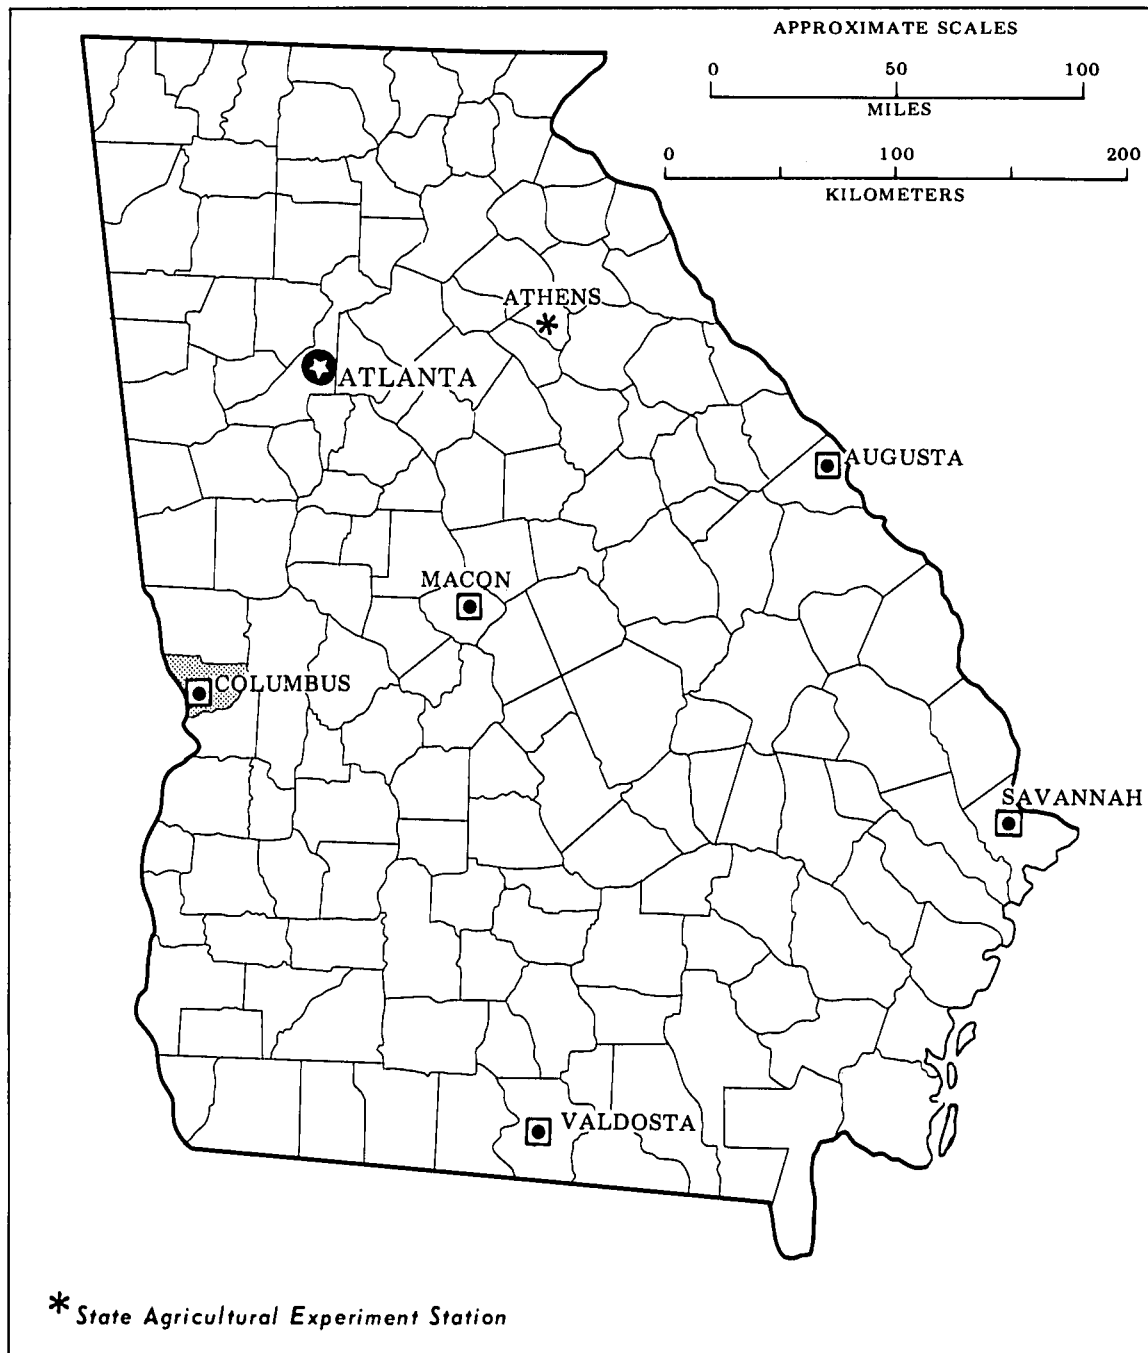 APPROXIMATE SCALES
0 50 100
MILES
0 100 200
KILOMETERS
ATHENS
ATLANTA
AUGUSTA
MACON
COLUMBUS
SAVANNAH
VALDOSTA
* State Agricultural Experiment Station